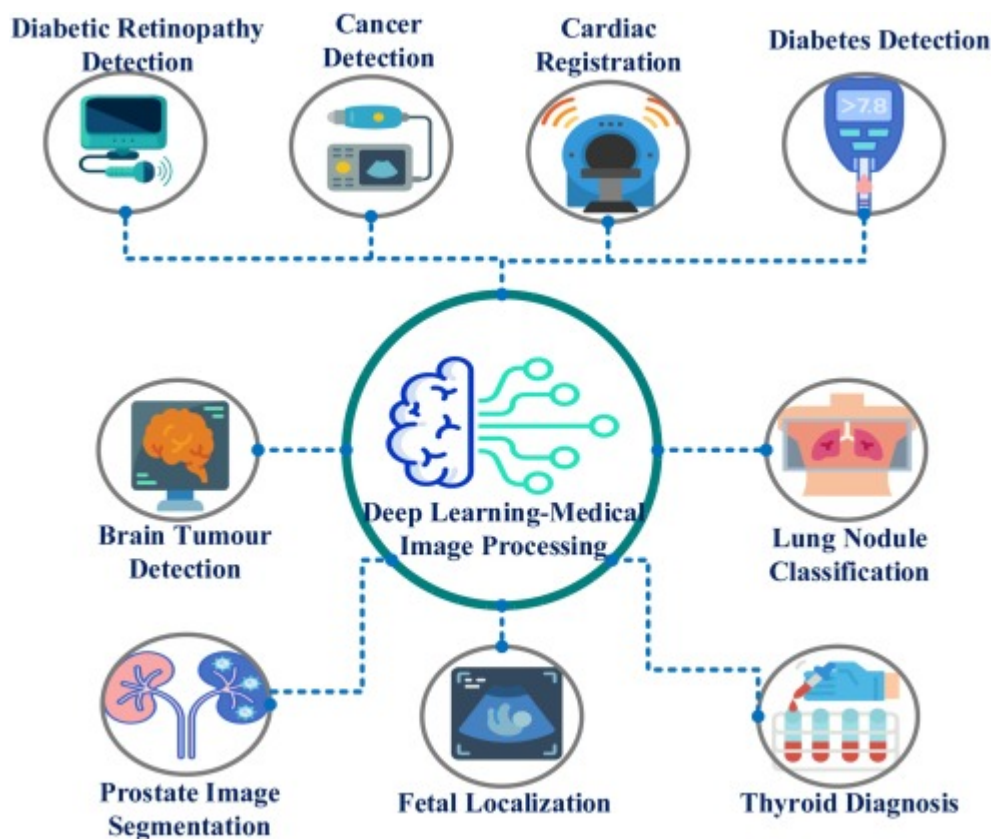 Diabetic Retinopathy
Detection
Cancer
Detection
Cardiac
Registration
Diabetes Detection
>7.8
Deep Learning-Medical
Image Processing
Brain Tumour
Detection
Lung Nodule
Classification
Prostate Image
Segmentation
Fetal Localization
Thyroid Diagnosis